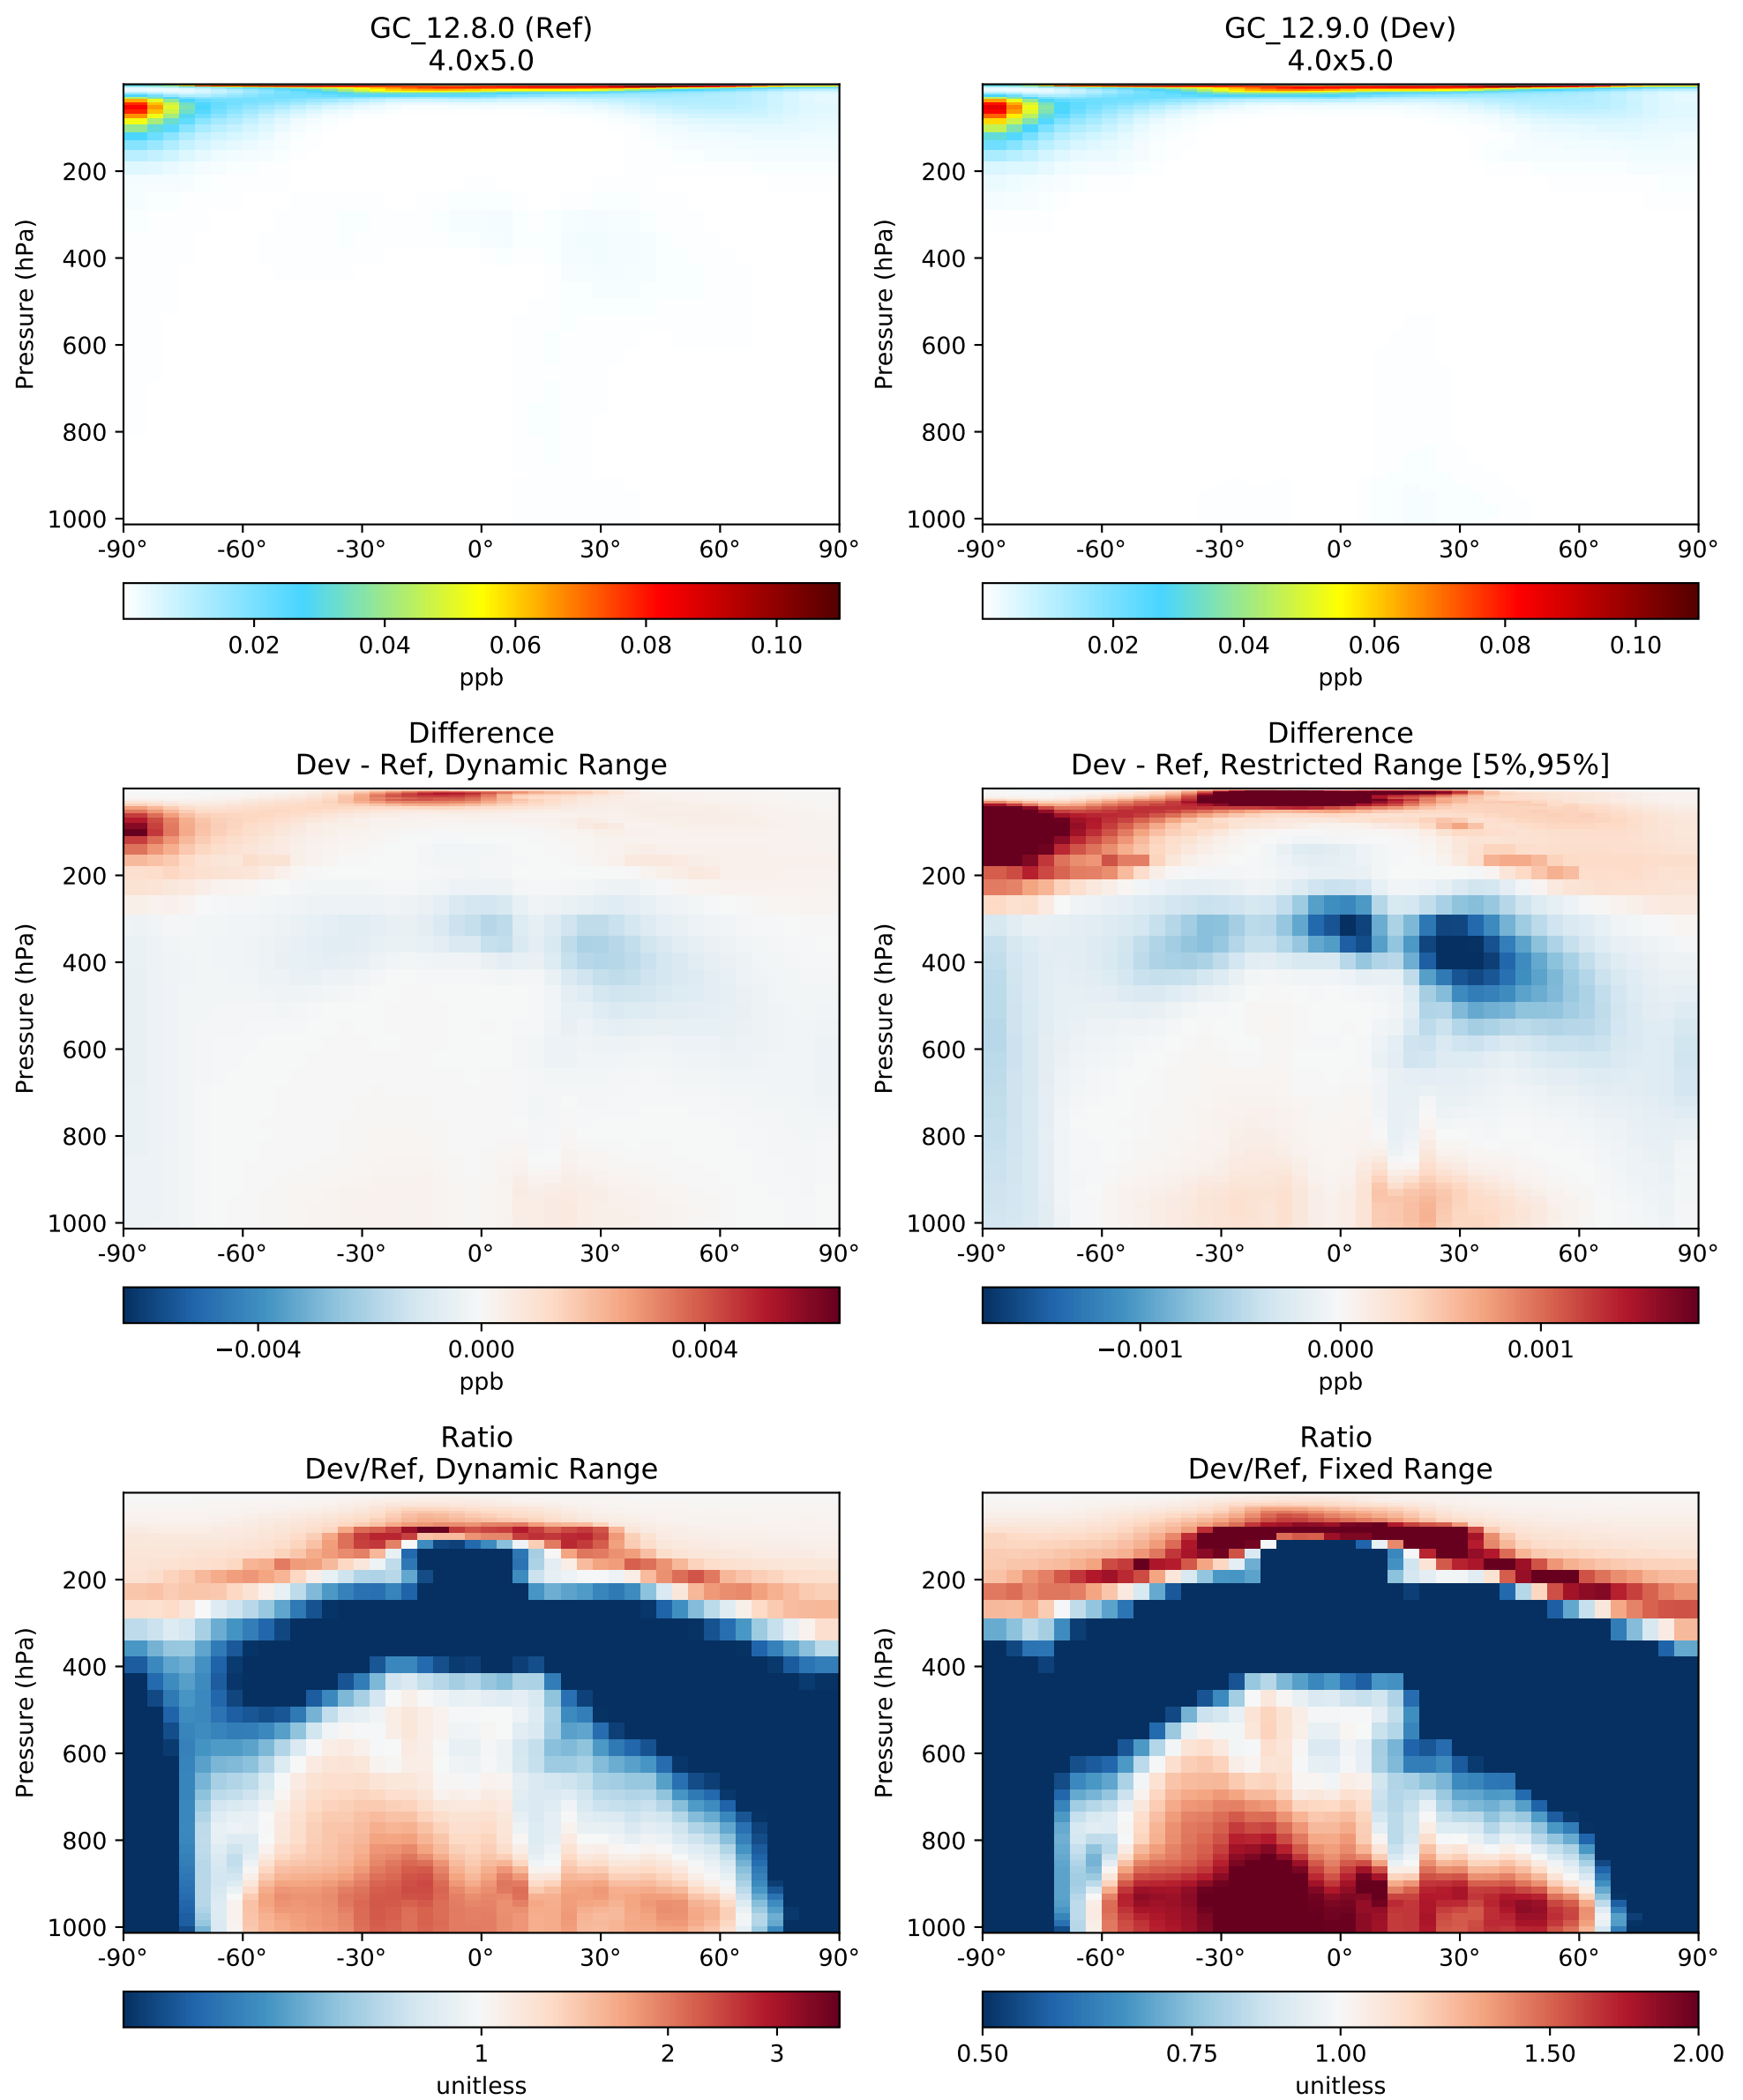 GC_12.8.0 (Ref)
4.0x5.0
Pressure (hPa)
200
400
600
800
1000
-90° -60° -30° 0° 30° 60° 90°
0.02 0.04 0.06 0.08 0.10
ppb
GC_12.9.0 (Dev)
4.0x5.0
Pressure (hPa)
200
400
600
800
1000
-90° -60° -30° 0° 30° 60° 90°
0.02 0.04 0.06 0.08 0.10
ppb
Difference
Dev - Ref, Dynamic Range
Pressure (hPa)
200
400
600
800
1000
-90° -60° -30° 0° 30° 60° 90°
−0.004 0.000 0.004
ppb
Difference
Dev - Ref, Restricted Range [5%,95%]
Pressure (hPa)
200
400
600
800
1000
-90° -60° -30° 0° 30° 60° 90°
−0.001 0.000 0.001
ppb
Ratio
Dev/Ref, Dynamic Range
Pressure (hPa)
200
400
600
800
1000
-90° -60° -30° 0° 30° 60° 90°
1 2 3
unitless
Ratio
Dev/Ref, Fixed Range
Pressure (hPa)
200
400
600
800
1000
-90° -60° -30° 0° 30° 60° 90°
0.50 0.75 1.00 1.50 2.00
unitless